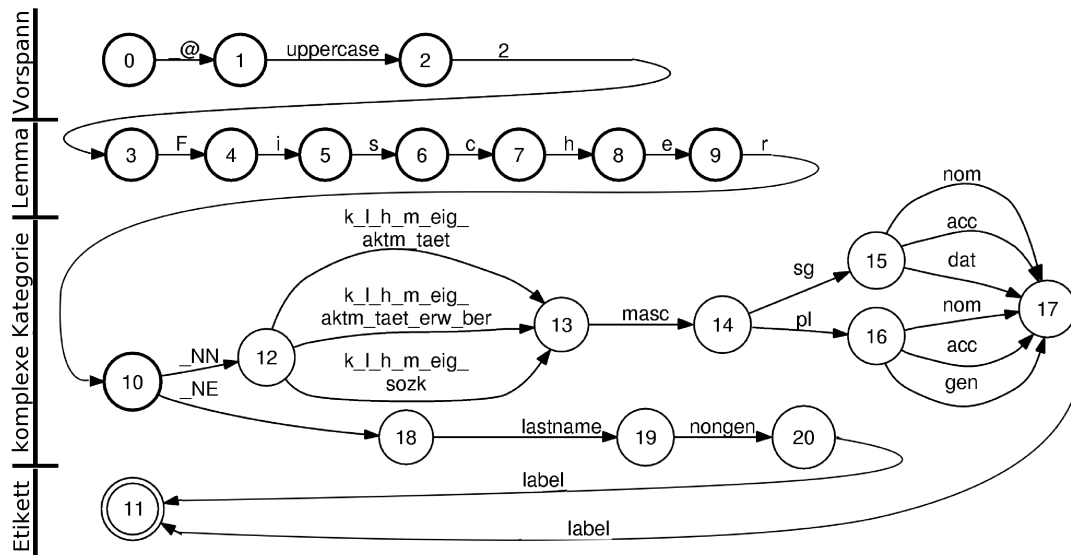 Vorspann
0 _@ 1 uppercase 2 2
Lemma
3 F 4 i 5 s 6 c 7 h 8 e 9 r
komplexe Kategorie
10 _NN 12
k_l_h_m_eig_
aktm_taet
k_l_h_m_eig_
aktm_taet_erw_ber
k_l_h_m_eig_
sozk
13 masc 14
sg 15
nom
acc
dat
pl 16
nom
acc
gen
17
_NE 18 lastname 19 nongen 20
Etikett
label
11
label